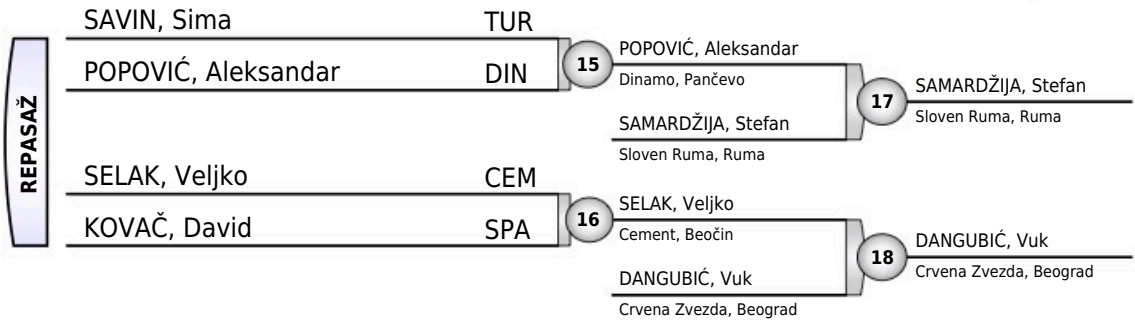 REPASAŽ
SAVIN, Sima TUR
POPOVIĆ, Aleksandar DIN
15
POPOVIĆ, Aleksandar
Dinamo, Pančevo
SAMARDŽIJA, Stefan
Sloven Ruma, Ruma
17
SAMARDŽIJA, Stefan
Sloven Ruma, Ruma
SELAK, Veljko CEM
KOVAČ, David SPA
16
SELAK, Veljko
Cement, Beočin
DANGUBIĆ, Vuk
Crvena Zvezda, Beograd
18
DANGUBIĆ, Vuk
Crvena Zvezda, Beograd